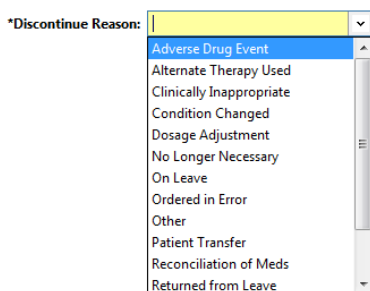 *Discontinue Reason:
Adverse Drug Event
Alternate Therapy Used
Clinically Inappropriate
Condition Changed
Dosage Adjustment
No Longer Necessary
On Leave
Ordered in Error
Other
Patient Transfer
Reconciliation of Meds
Returned from Leave